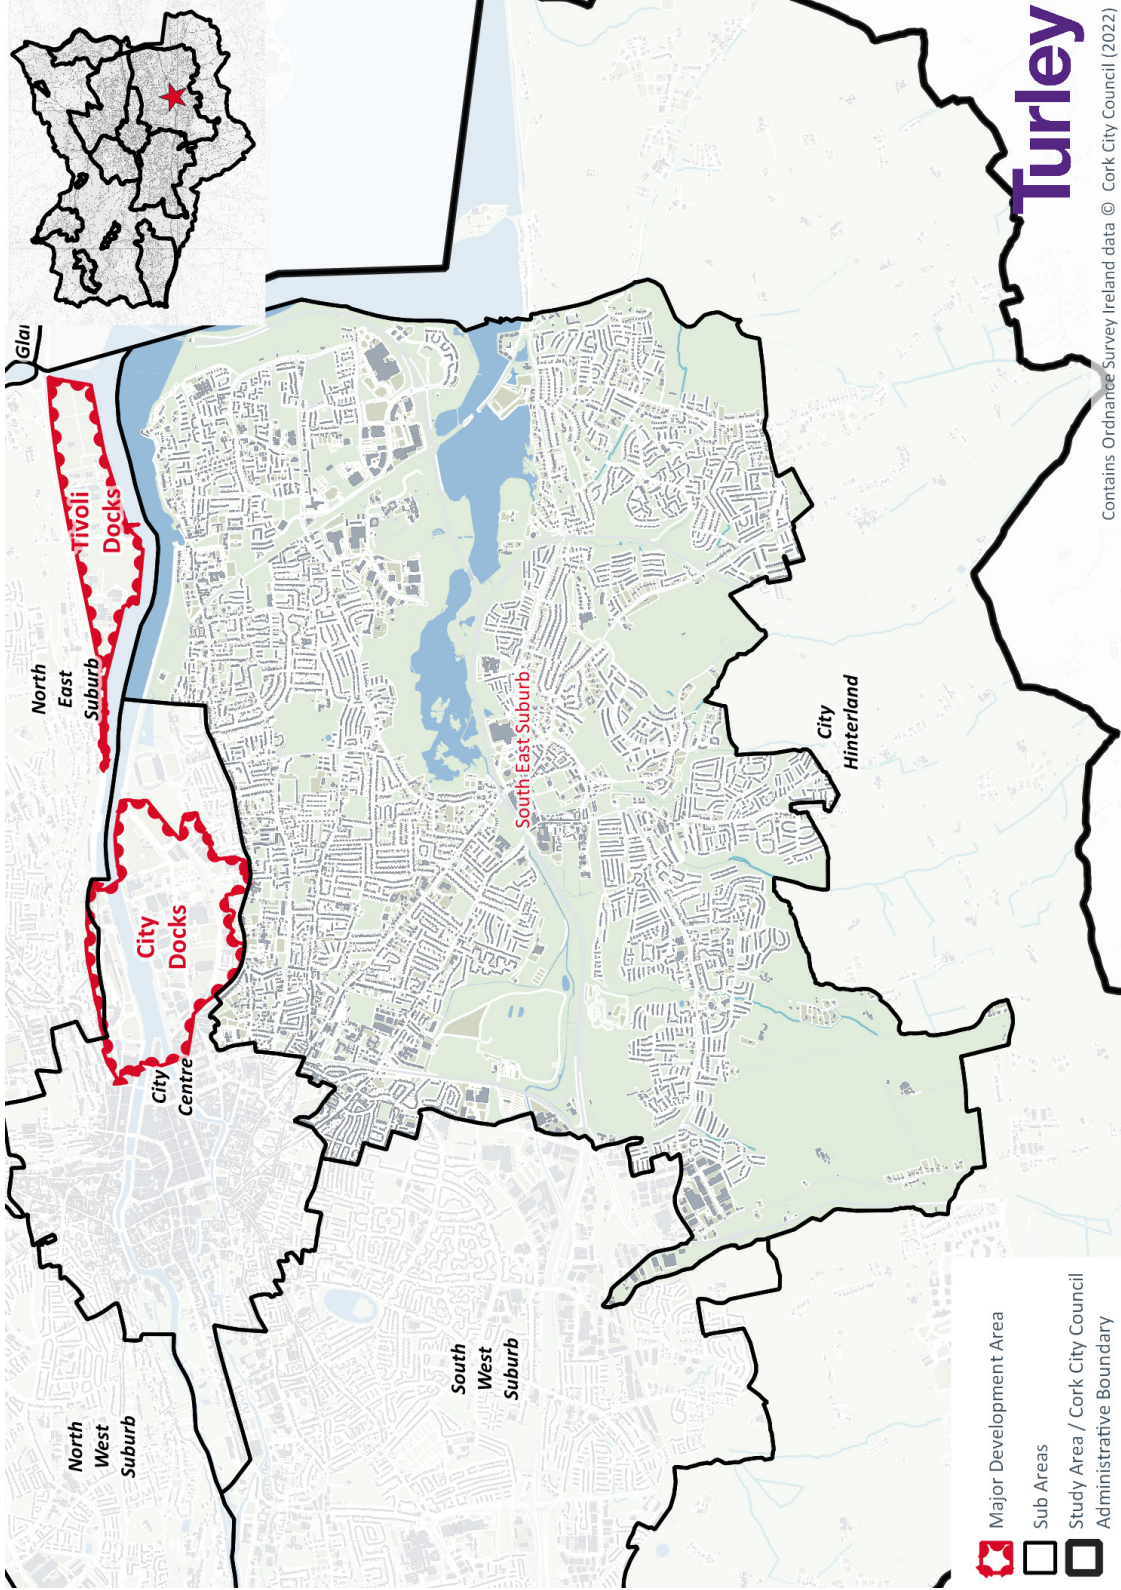 Glai
Tivoli
Docks
North
East
Suburb
City
Docks
City
Centre
South East Suburb
City
Hinterland
North
West
Suburb
South
West
Suburb
Major Development Area
Sub Areas
Study Area / Cork City Council
Administrative Boundary
Turley
Contains Ordnance Survey Ireland data © Cork City Council (2022)